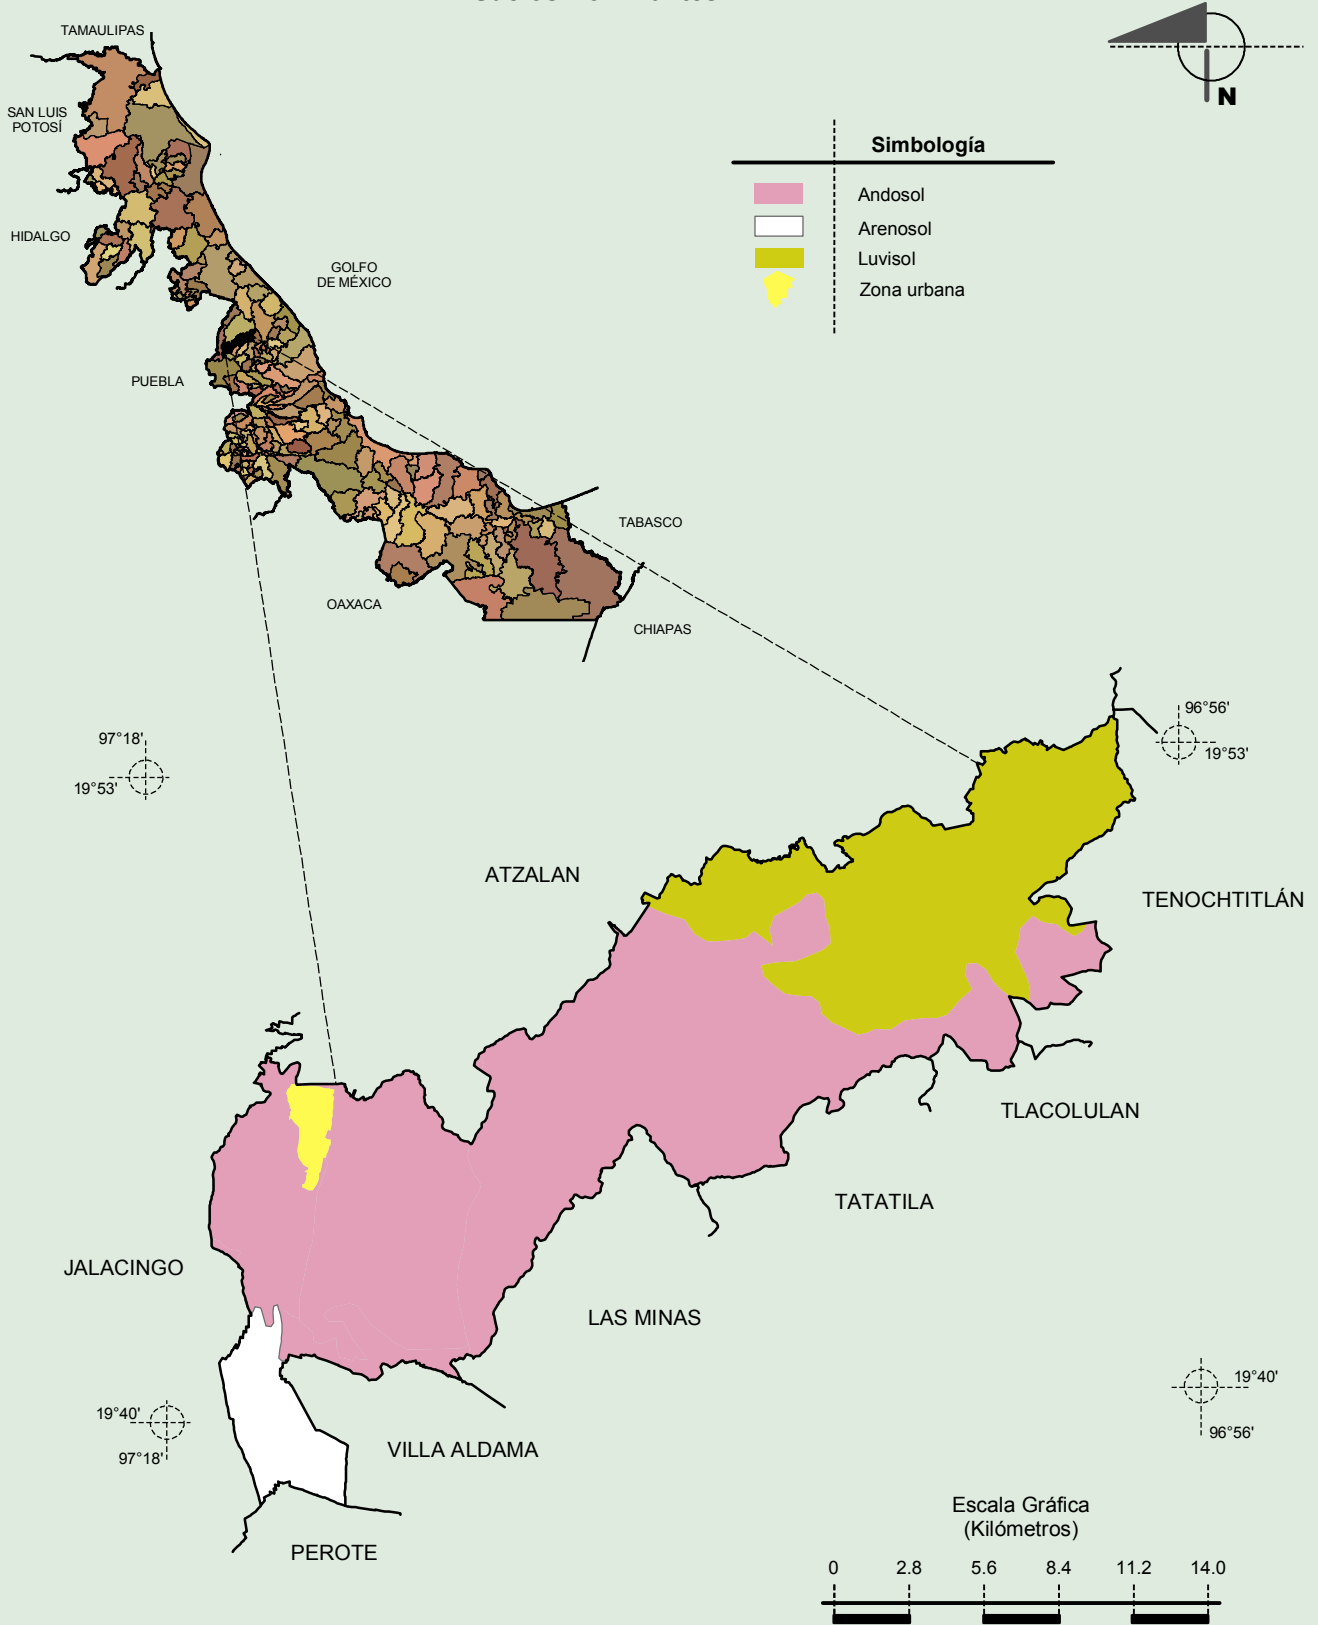 TAMAULIPAS
SAN LUIS
POTOSÍ
HIDALGO
GOLFO
DE MÉXICO
PUEBLA
TABASCO
OAXACA
CHIAPAS
N
Simbología
Andosol
Arenosol
Luvisol
Zona urbana
97°18'
19°53'
96°56'
19°53'
ATZALAN
TENOCHTITLÁN
TLACOLULAN
TATATILA
JALACINGO
LAS MINAS
19°40'
97°18'
19°40'
96°56'
VILLA ALDAMA
PEROTE
Escala Gráfica
(Kilómetros)
0 2.8 5.6 8.4 11.2 14.0